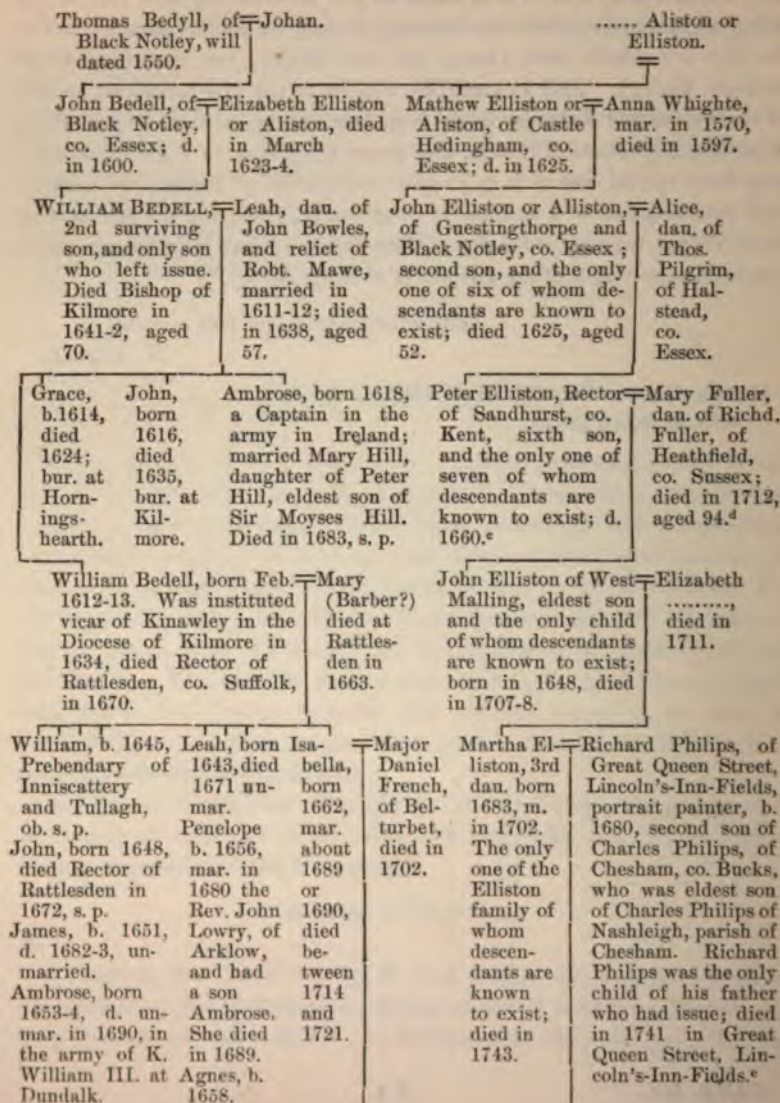 Thomas Bedyll, of
Black Notley, will
dated 1550.
Johan.
...... Aliston or
Elliston.
John Bedell, of
Black Notley,
co. Essex; d.
in 1600.
Elizabeth Elliston
or Aliston, died
in March
1623-4.
Mathew Elliston or
Aliston, of Castle
Hedingham, co.
Essex; d. in 1625.
Anna Whighte,
mar. in 1570,
died in 1597.
WILLIAM BEDELL,
2nd surviving
son, and only son
who left issue.
Died Bishop of
Kilmore in
1641-2, aged
70.
Leah, dau. of
John Bowles,
and relict of
Robt. Mawe,
married in
1611-12; died
in 1638, aged
57.
John Elliston or Alliston,
of Guestingthorpe and
Black Notley, co. Essex ;
second son, and the only
one of six of whom de-
scendants are known to
exist; died 1625, aged
52.
Alice,
dau. of
Thos.
Pilgrim,
of Hal-
stead,
co.
Essex.
Grace,
b. 1614,
died
1624;
bur. at
Horn-
ings-
hearth.
John,
born
1616,
died
1635,
bur. at
Kil-
more.
Ambrose, born 1618,
a Captain in the
army in Ireland;
married Mary Hill,
daughter of Peter
Hill, eldest son of
Sir Moyses Hill.
Died in 1683, s. p.
Peter Elliston, Rector
of Sandhurst, co.
Kent, sixth son,
and the only one of
seven of whom
descendants are
known to exist; d.
1660.ᶜ
Mary Fuller,
dau. of Richd.
Fuller, of
Heathfield,
co. Sussex;
died in 1712,
aged 94.ᵈ
William Bedell, born Feb.
1612-13. Was instituted
vicar of Kinawley in the
Diocese of Kilmore in
1634, died Rector of
Rattlesden, co. Suffolk,
in 1670.
Mary
(Barber?)
died at
Rattles-
den in
1663.
John Elliston of West
Malling, eldest son
and the only child
of whom descendants
are known to exist;
born in 1648, died
in 1707-8.
Elizabeth
.........,
died in
1711.
William, b. 1645,
Prebendary of
Inniscattery
and Tullagh,
ob. s. p.
John, born 1648,
died Rector of
Rattlesden in
1672, s. p.
James, b. 1651,
d. 1682-3, un-
married.
Ambrose, born
1653-4, d. un-
mar. in 1690, in
the army of K.
William III. at
Dundalk.
Leah, born
1643, died
1671 un-
mar.
Penelope
b. 1656,
mar. in
1680 the
Rev. John
Lowry, of
Arklow,
and had
a son
Ambrose.
She died
in 1689.
Agnes, b.
1658.
Isa-
bella,
born
1662,
mar.
about
1689
or
1690,
died
be-
tween
1714
and
1721.
Major
Daniel
French,
of Bel-
turbet,
died in
1702.
Martha El-
liston, 3rd
dau. born
1683, m.
in 1702.
The only
one of the
Elliston
family of
whom
descen-
dants are
known
to exist;
died in
1743.
Richard Philips, of
Great Queen Street,
Lincoln's-Inn-Fields,
portrait painter, b.
1680, second son of
Charles Philips, of
Chesham, co. Bucks,
who was eldest son
of Charles Philips of
Nashleigh, parish of
Chesham. Richard
Philips was the only
child of his father
who had issue; died
in 1741 in Great
Queen Street, Lin-
coln's-Inn-Fields.ᵉ